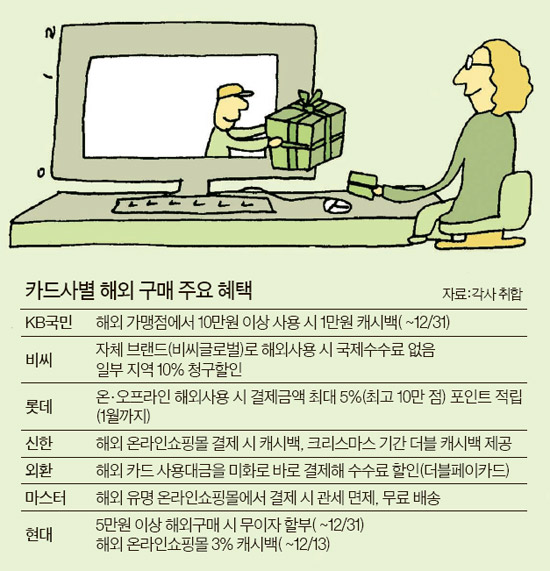 카드사별 해외 구매 주요 혜택
자료:각사 취합
KB국민 해외 가맹점에서 10만원 이상 사용 시 1만원 캐시백( ~12/31)
비씨 자체 브랜드(비씨글로벌)로 해외사용 시 국제수수료 없음
일부 지역 10% 청구할인
롯데 온·오프라인 해외사용 시 결제금액 최대 5%(최고 10만 점) 포인트 적립
(1월까지)
신한 해외 온라인쇼핑몰 결제 시 캐시백, 크리스마스 기간 더블 캐시백 제공
외환 해외 카드 사용대금을 미화로 바로 결제해 수수료 할인(더블페이카드)
마스터 해외 유명 온라인쇼핑몰에서 결제 시 관세 면제, 무료 배송
현대 5만원 이상 해외구매 시 무이자 할부( ~12/31)
해외 온라인쇼핑몰 3% 캐시백( ~12/13)